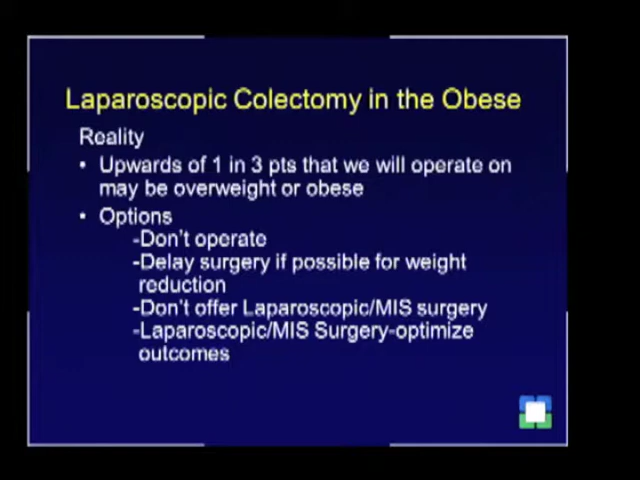 Laparoscopic Colectomy in the Obese
Reality
• Upwards of 1 in 3 pts that we will operate on
may be overweight or obese
• Options
-Don't operate
-Delay surgery if possible for weight
reduction
-Don't offer Laparoscopic/MIS surgery
-Laparoscopic/MIS Surgery-optimize
outcomes